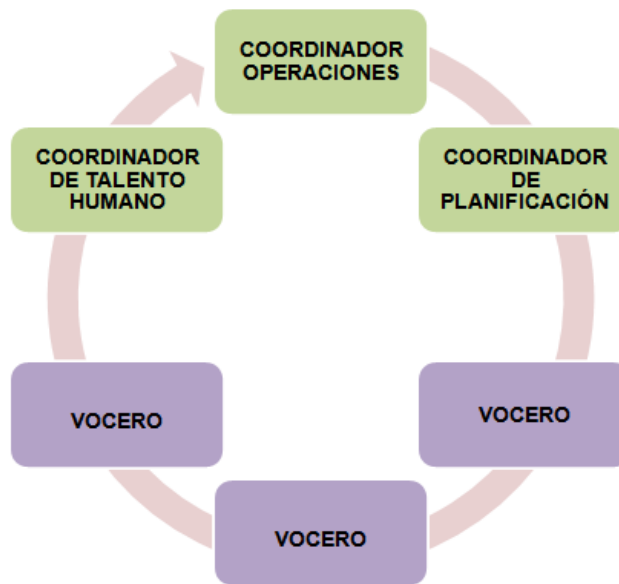 COORDINADOR
OPERACIONES
COORDINADOR
DE TALENTO
HUMANO
COORDINADOR
DE
PLANIFICACIÓN
VOCERO
VOCERO
VOCERO